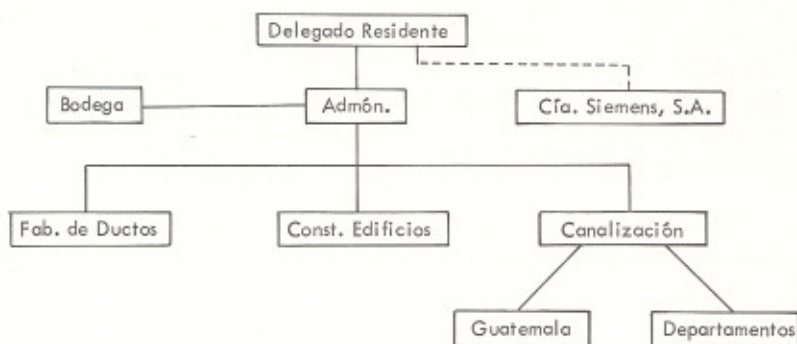 Delegado Residente
Bodega
Admón.
Cía. Siemens, S.A.
Fab. de Ductos
Const. Edificios
Canalización
Guatemala
Departamentos